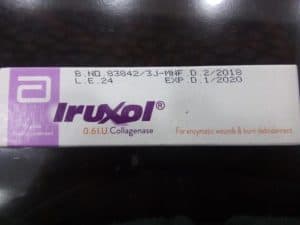 B.NO.83842/3J-MNF.D.2/2018
L.E.24 EXP.D.1/2020
Iruxol®
0.6 I.U. Collagenase
For enzymatic wounds & burn debridement